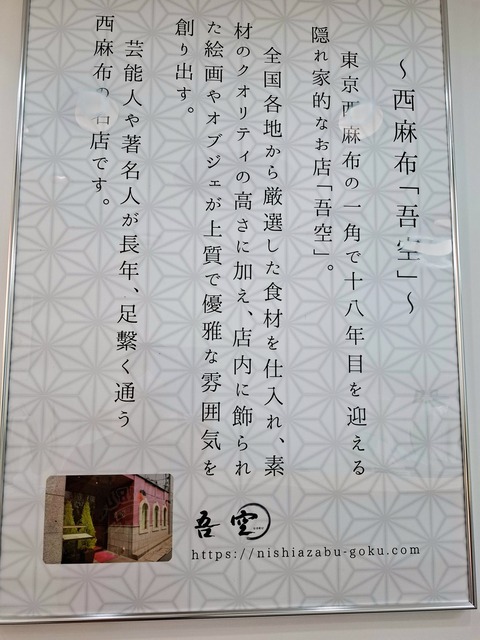 〜西麻布「吾空」〜
東京西麻布の一角で十八年目を迎える
隠れ家的なお店「吾空」。
全国各地から厳選した食材を仕入れ、素
材のクオリティの高さに加え、店内に飾られ
た絵画やオブジェが上質で優雅な雰囲気を
創り出す。
芸能人や著名人が長年、足繋く通う
西麻布の名店です。
吾空
GOKU
https://nishiazabu-goku.com